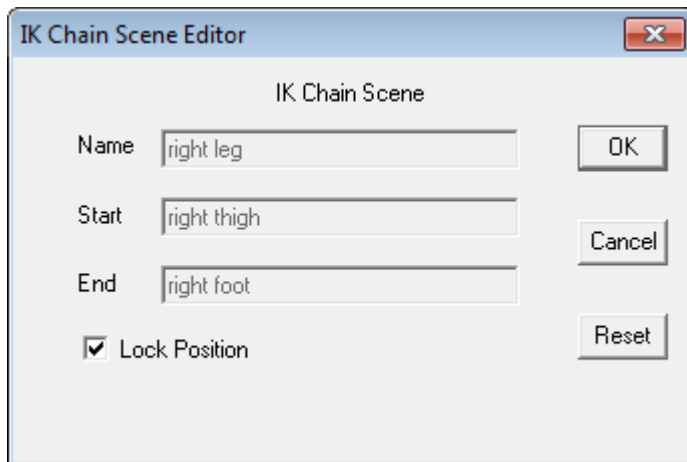 IK Chain Scene Editor
IK Chain Scene
Name right leg
OK
Start right thigh
Cancel
End right foot
Lock Position
Reset